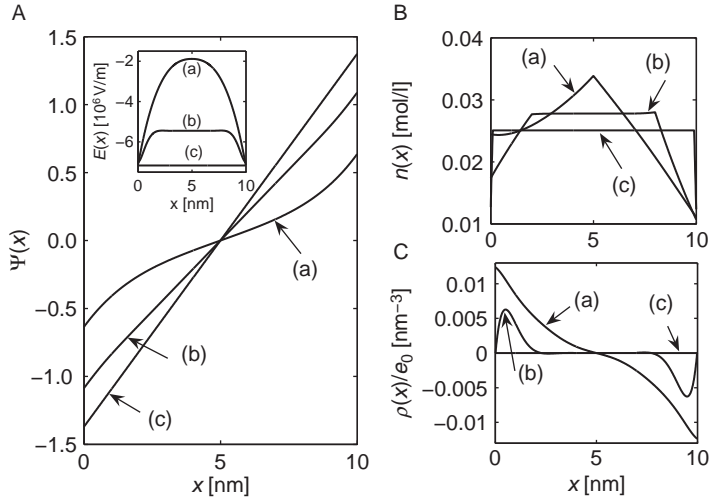 A
1.5
1.0
0.5
0.0
−0.5
−1.0
−1.5
Ψ(x)
0
5
10
x [nm]
(a)
(b)
(c)
−2
−4
−6
E(x) [10⁶ V/m]
(a)
(b)
(c)
0
5
10
x [nm]
B
0.04
0.03
0.02
0.01
n(x) [mol/l]
(a)
(b)
(c)
0
5
10
C
0.01
0.005
0
−0.005
−0.01
ρ(x)/e₀ [nm⁻³]
(a)
(b)
(c)
0
5
10
x [nm]